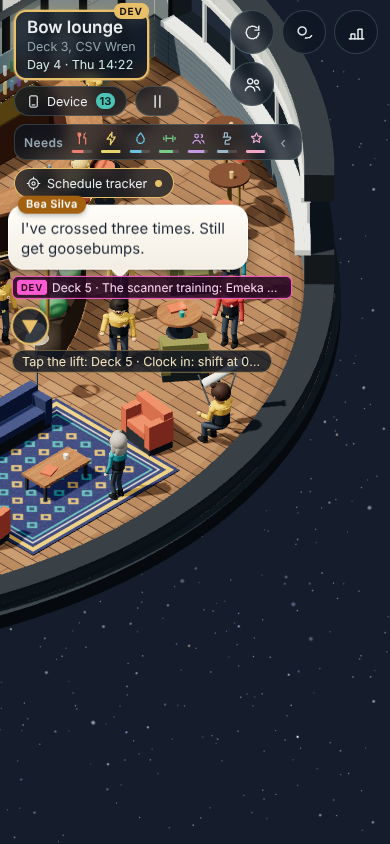 DEV
Bow lounge
Deck 3, CSV Wren
Day 4 · Thu 14:22
Device 13
Needs
Schedule tracker
Bea Silva
I've crossed three times. Still
get goosebumps.
DEV Deck 5 · The scanner training: Emeka ...
Tap the lift: Deck 5 · Clock in: shift at 0...